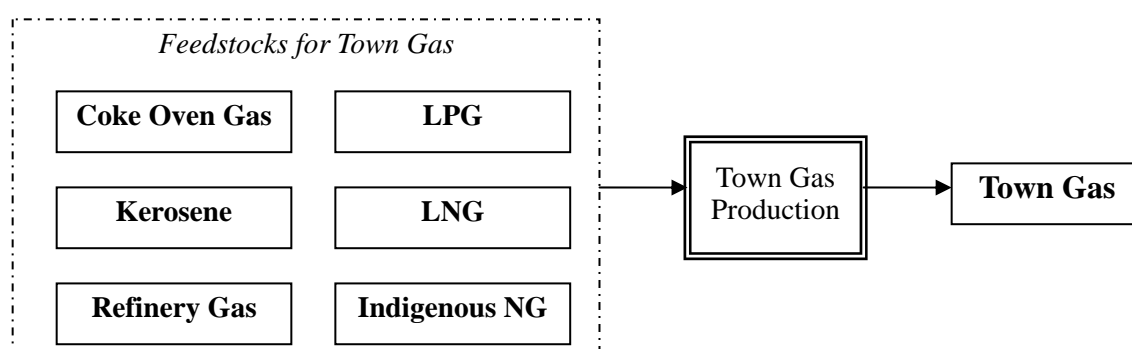 Feedstocks for Town Gas
Coke Oven Gas
LPG
Kerosene
LNG
Refinery Gas
Indigenous NG
Town Gas
Production
Town Gas